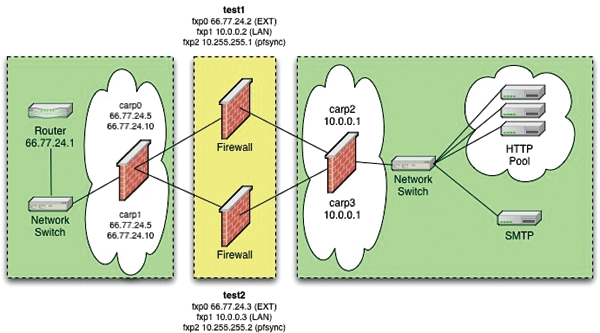 test1
fxp0 66.77.24.2 (EXT)
fxp1 10.0.0.2 (LAN)
fxp2 10.255.255.1 (pfsync)
Router
66.77.24.1
Network
Switch
carp0
66.77.24.5
66.77.24.10
carp1
66.77.24.5
66.77.24.10
Firewall
Firewall
carp2
10.0.0.1
carp3
10.0.0.1
Network
Switch
HTTP
Pool
SMTP
test2
fxp0 66.77.24.3 (EXT)
fxp1 10.0.0.3 (LAN)
fxp2 10.255.255.2 (pfsync)